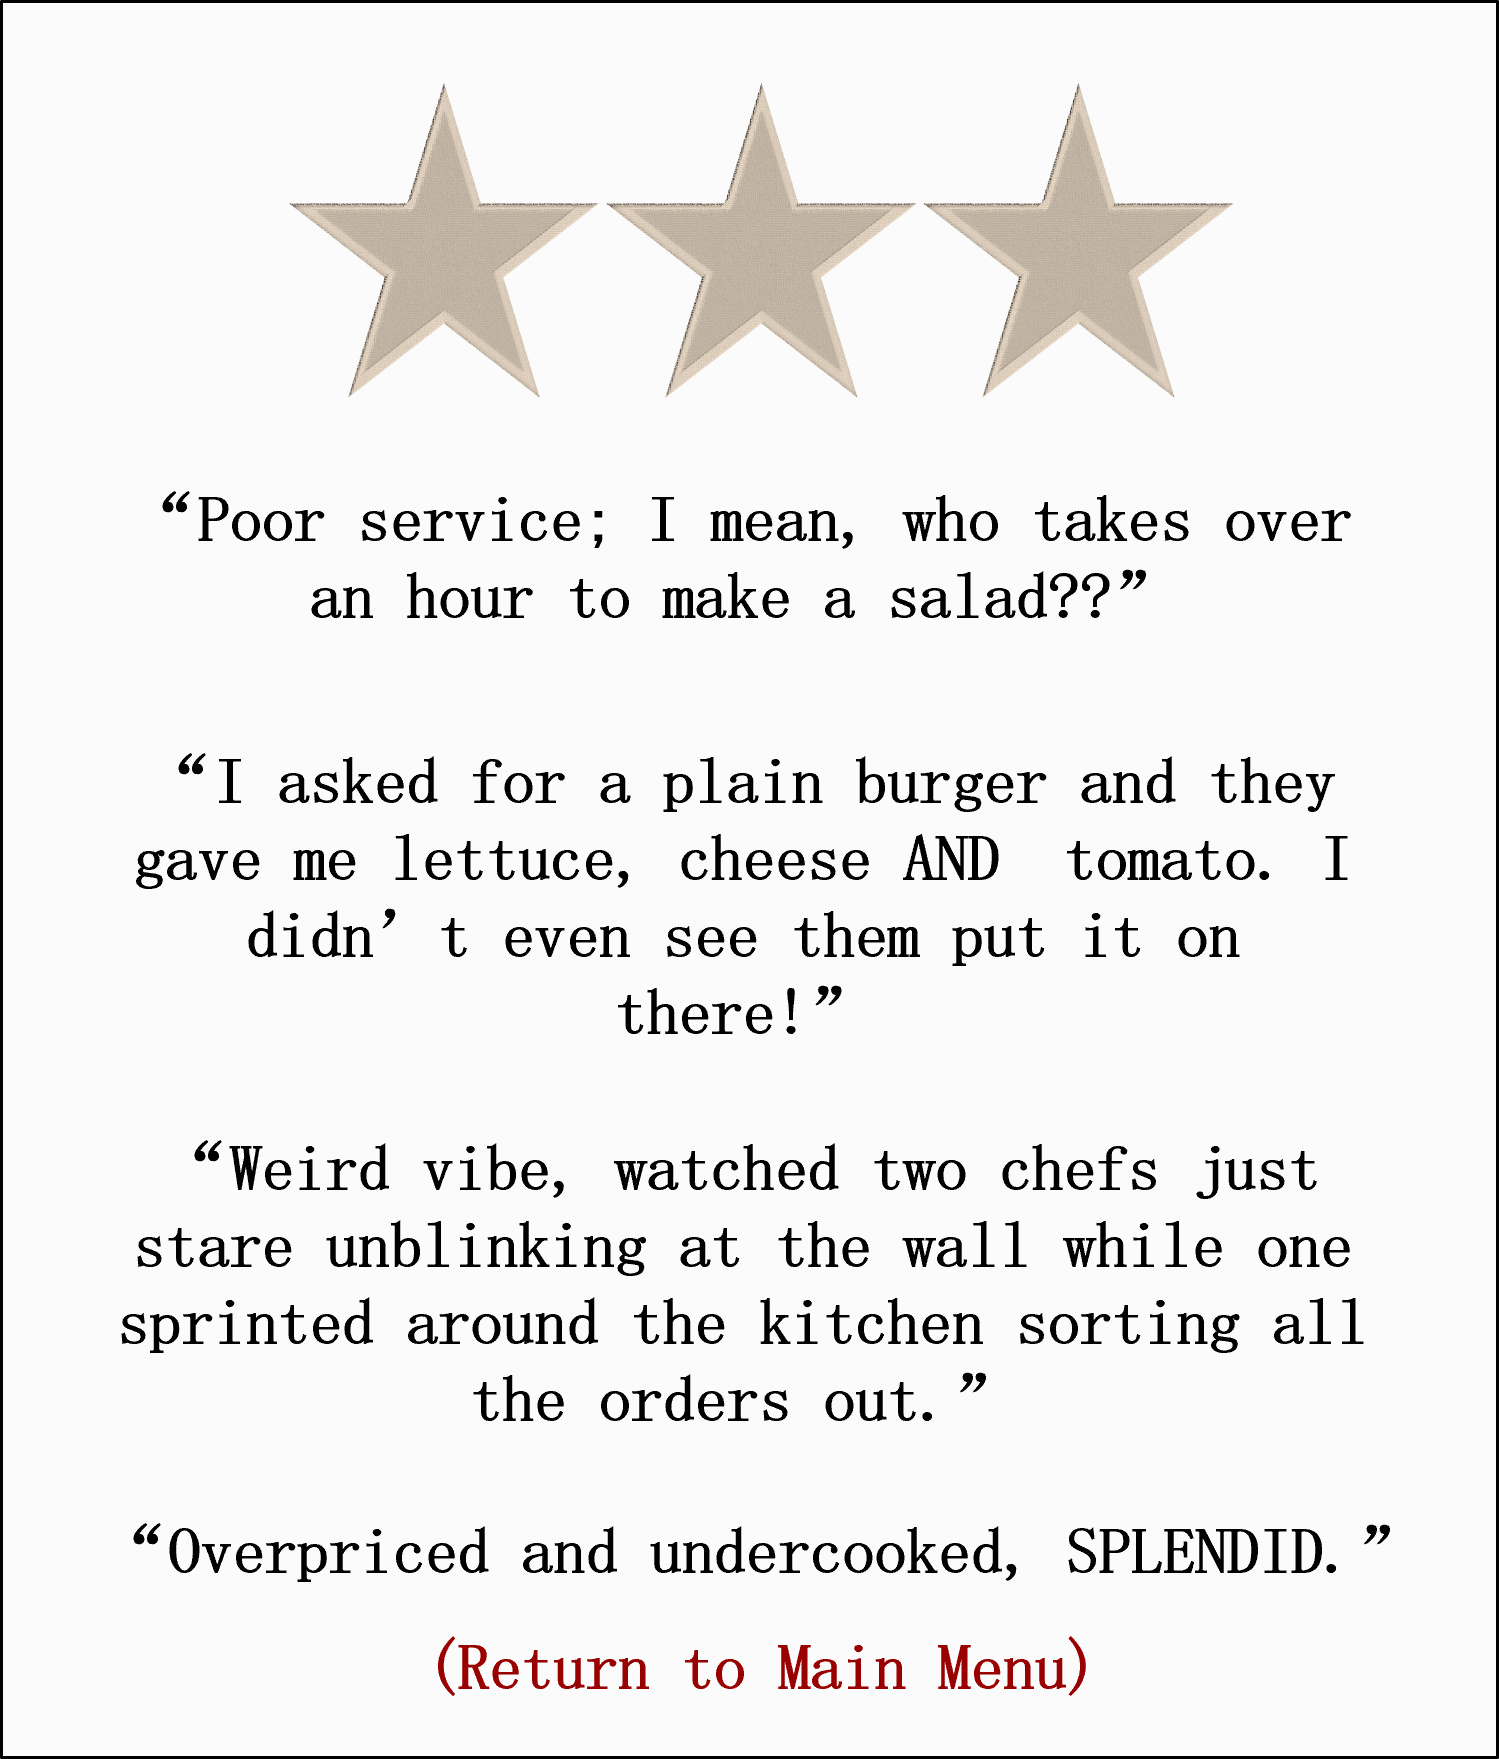 “Poor service; I mean, who takes over
an hour to make a salad??”
“I asked for a plain burger and they
gave me lettuce, cheese AND  tomato. I
didn’t even see them put it on
there!”
“Weird vibe, watched two chefs just
stare unblinking at the wall while one
sprinted around the kitchen sorting all
the orders out.”
“Overpriced and undercooked, SPLENDID.”
(Return to Main Menu)